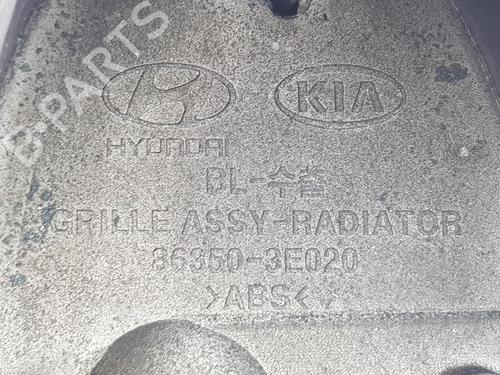 B-PARTS
KIA
HYUNDAI
BL-수출
GRILLE ASSY-RADIATOR
86350-3E020
>ABS<